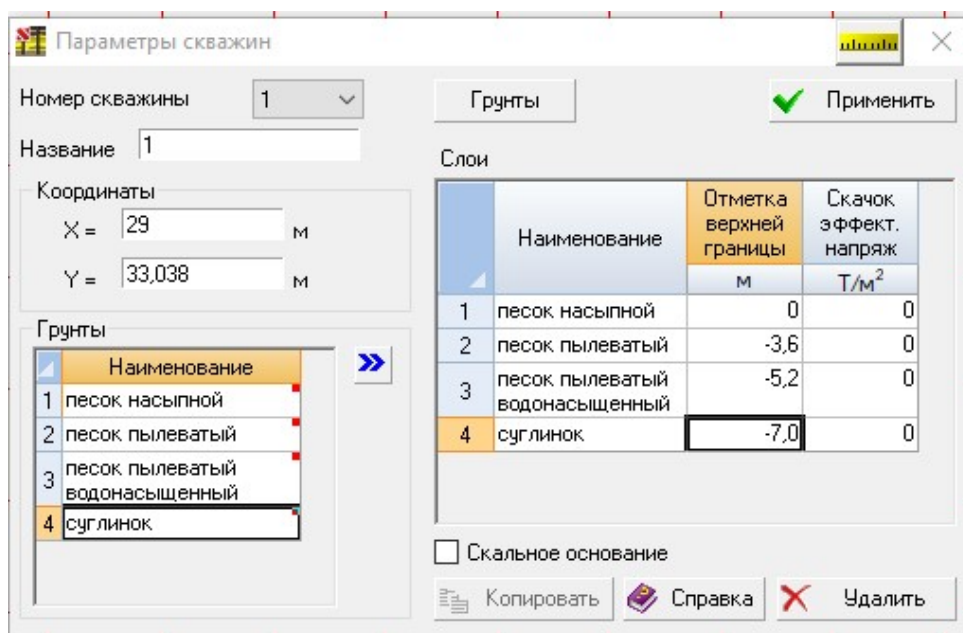 Параметры скважин
Номер скважины 1
Грунты
Применить
Название 1
Координаты
X = 29 м
Y = 33,038 м
Грунты
Наименование
1 песок насыпной
2 песок пылеватый
3 песок пылеватый
водонасыщенный
4 суглинок
Слои
Наименование
Отметка
верхней
границы
Скачок
эффект.
напряж
м
Т/м²
1 песок насыпной 0 0
2 песок пылеватый -3,6 0
3 песок пылеватый -5,2 0
водонасыщенный
4 суглинок -7,0 0
Скальное основание
Копировать
Справка
Удалить